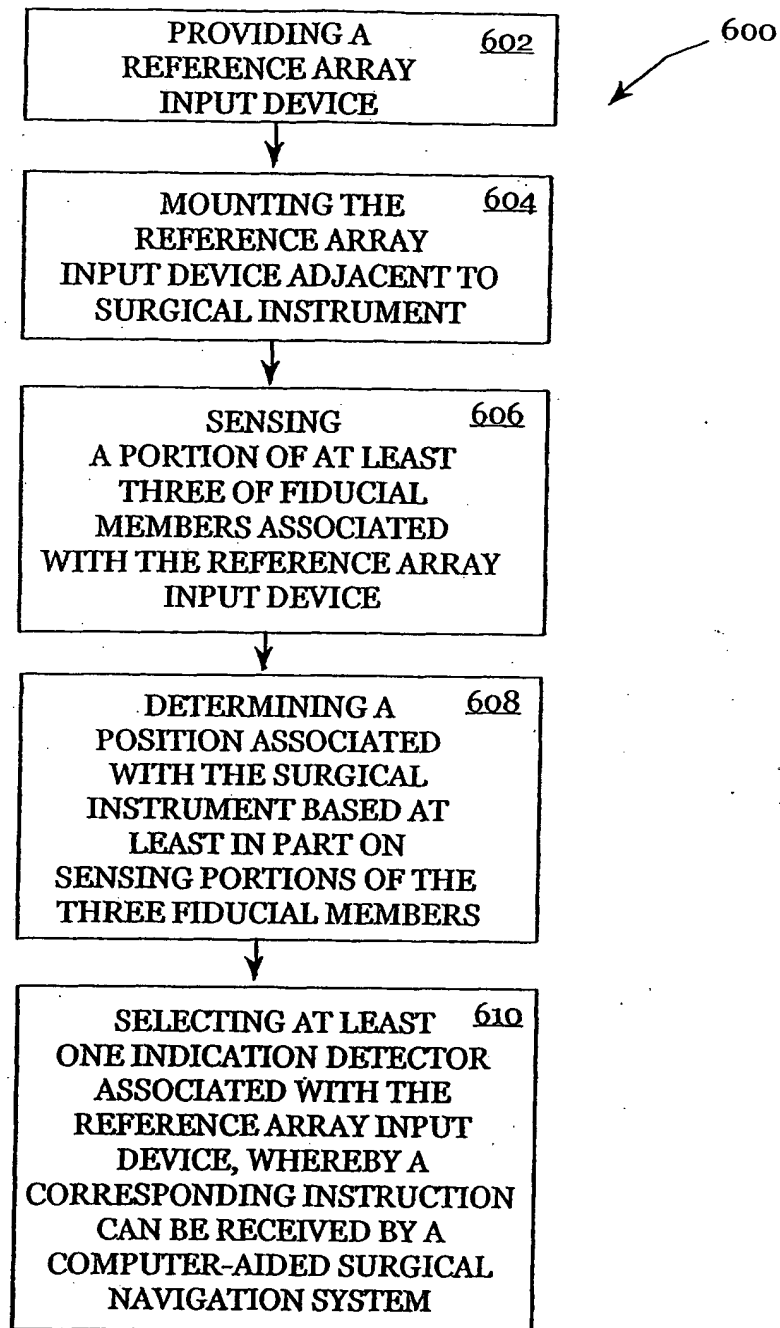 600
PROVIDING A 602
REFERENCE ARRAY
INPUT DEVICE
MOUNTING THE 604
REFERENCE ARRAY
INPUT DEVICE ADJACENT TO
SURGICAL INSTRUMENT
SENSING 606
A PORTION OF AT LEAST
THREE OF FIDUCIAL
MEMBERS ASSOCIATED
WITH THE REFERENCE ARRAY
INPUT DEVICE
DETERMINING A 608
POSITION ASSOCIATED
WITH THE SURGICAL
INSTRUMENT BASED AT
LEAST IN PART ON
SENSING PORTIONS OF THE
THREE FIDUCIAL MEMBERS
SELECTING AT LEAST 610
ONE INDICATION DETECTOR
ASSOCIATED WITH THE
REFERENCE ARRAY INPUT
DEVICE, WHEREBY A
CORRESPONDING INSTRUCTION
CAN BE RECEIVED BY A
COMPUTER-AIDED SURGICAL
NAVIGATION SYSTEM